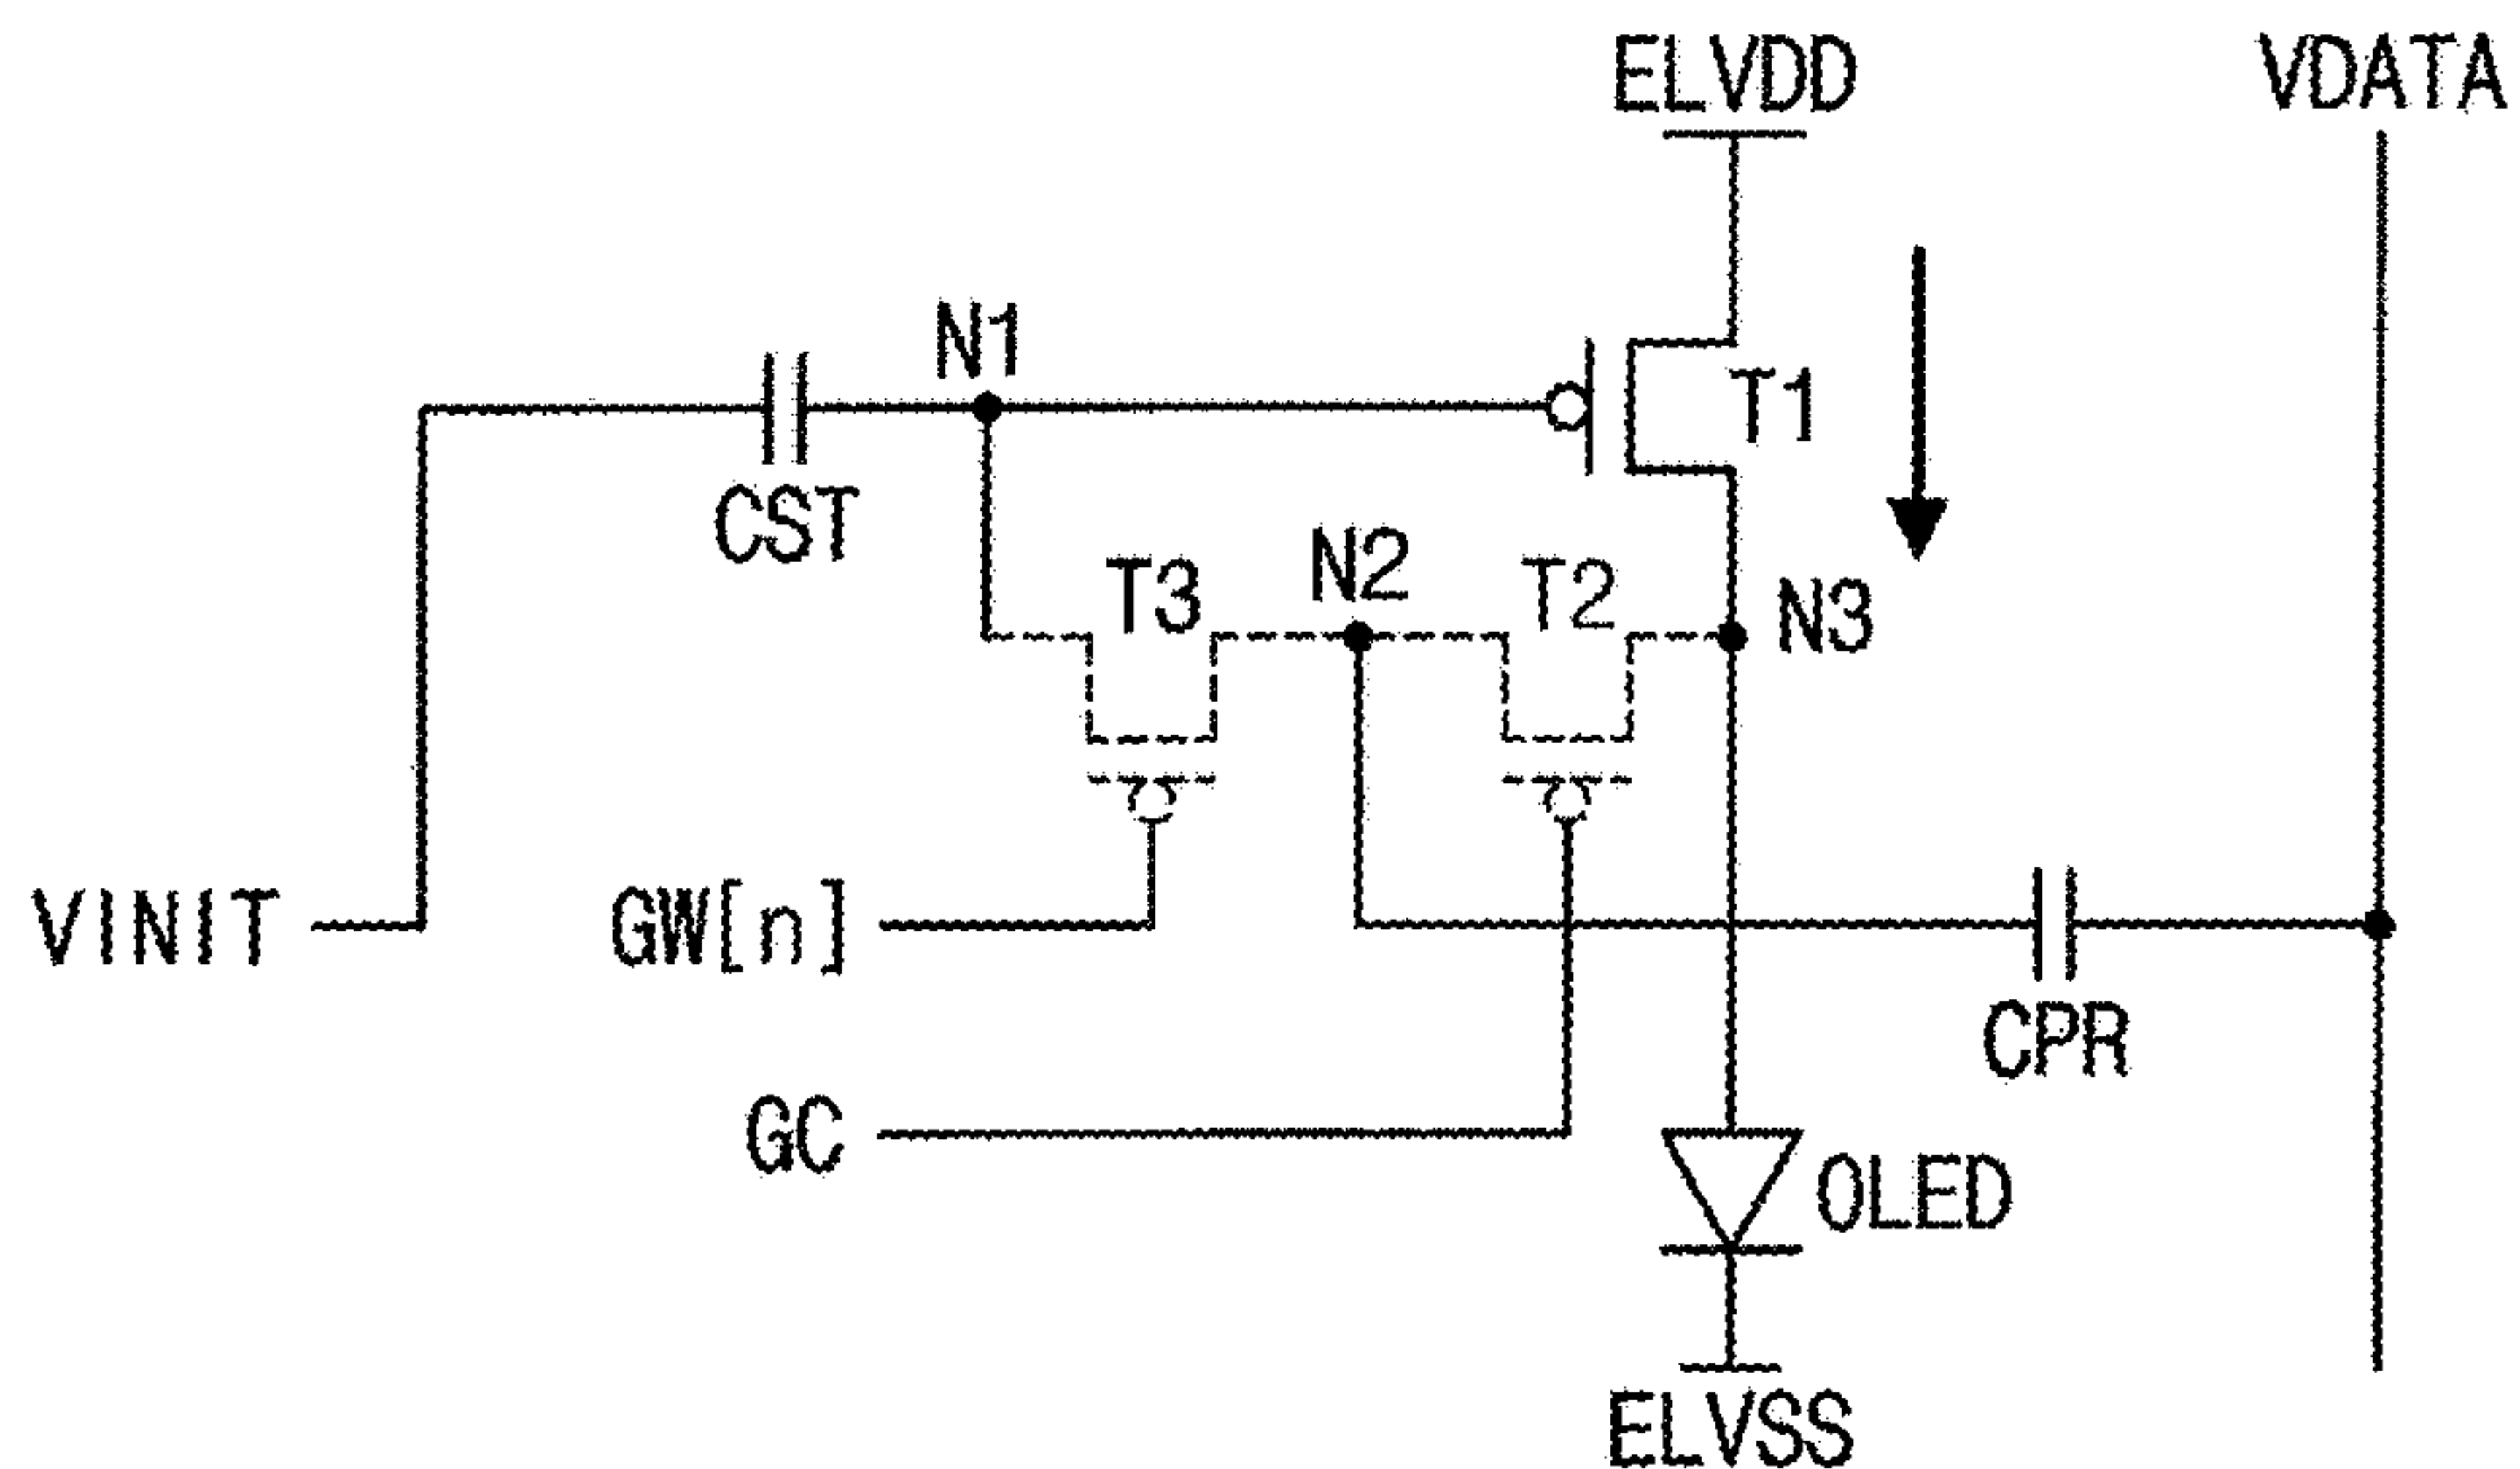 ELVDD
VDATA
N1
T1
CST
T3
N2
T2
N3
VINIT
GW[n]
CPR
GC
OLED
ELVSS